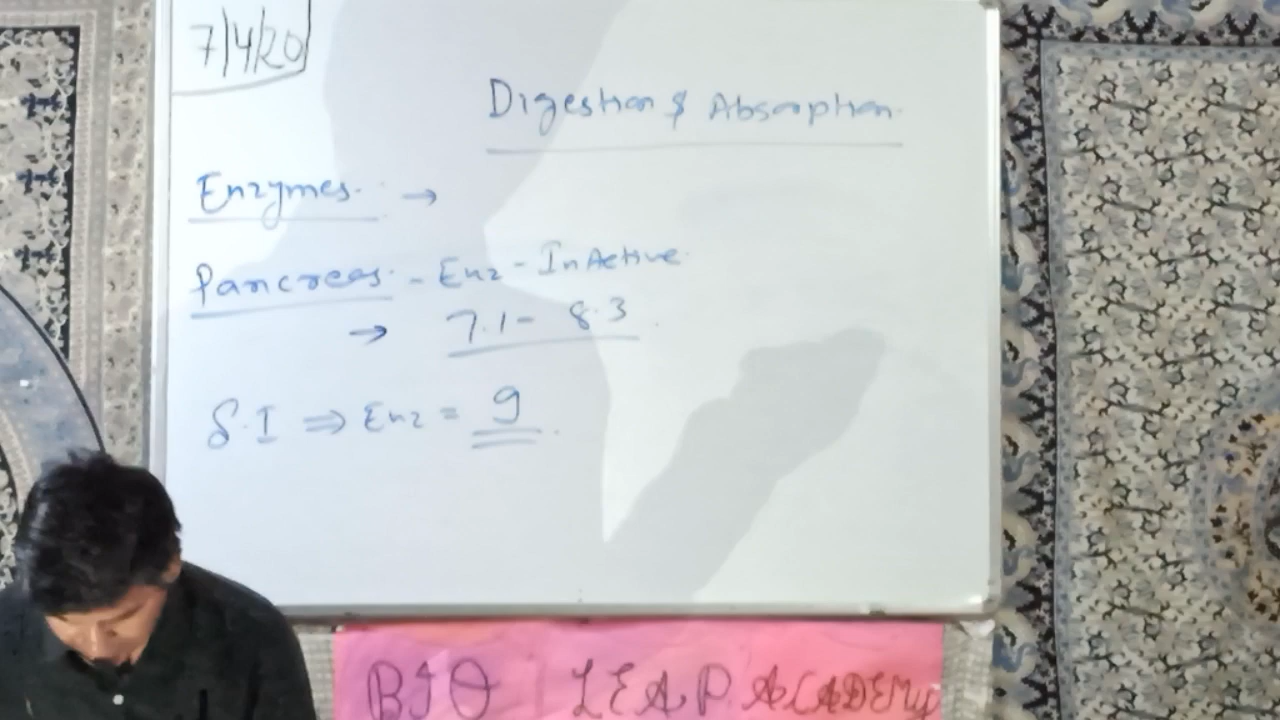 7/4/20
Digestion & Absorption
Enzymes. →
Pancreas. - Enz - InActive.
→ 7.1 - 8.3
S.I ⇒ Enz = 9.
BIO LEAP ACADEMY